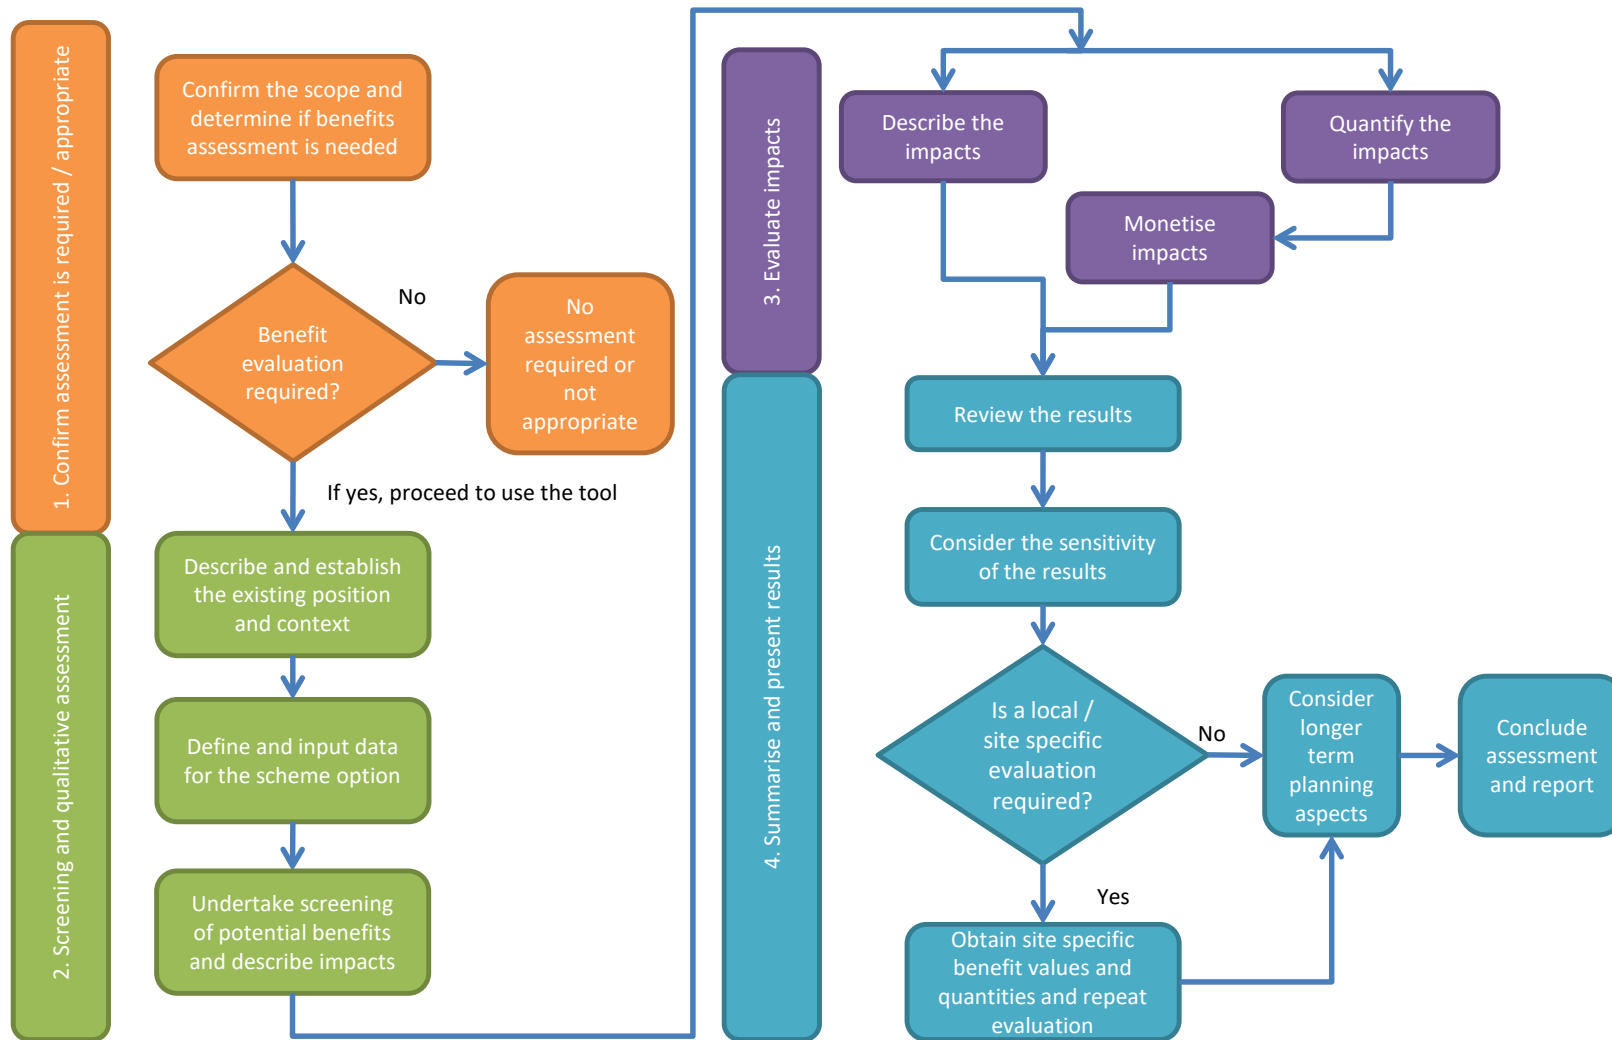 1. Confirm assessment is required / appropriate
Confirm the scope and
determine if benefits
assessment is needed
Benefit
evaluation
required?
No
No
assessment
required or
not
appropriate
If yes, proceed to use the tool
2. Screening and qualitative assessment
Describe and establish
the existing position
and context
Define and input data
for the scheme option
Undertake screening
of potential benefits
and describe impacts
3. Evaluate impacts
Describe the
impacts
Quantify the
impacts
Monetise
impacts
4. Summarise and present results
Review the results
Consider the sensitivity
of the results
Is a local /
site specific
evaluation
required?
No
Consider
longer
term
planning
aspects
Conclude
assessment
and report
Yes
Obtain site specific
benefit values and
quantities and repeat
evaluation